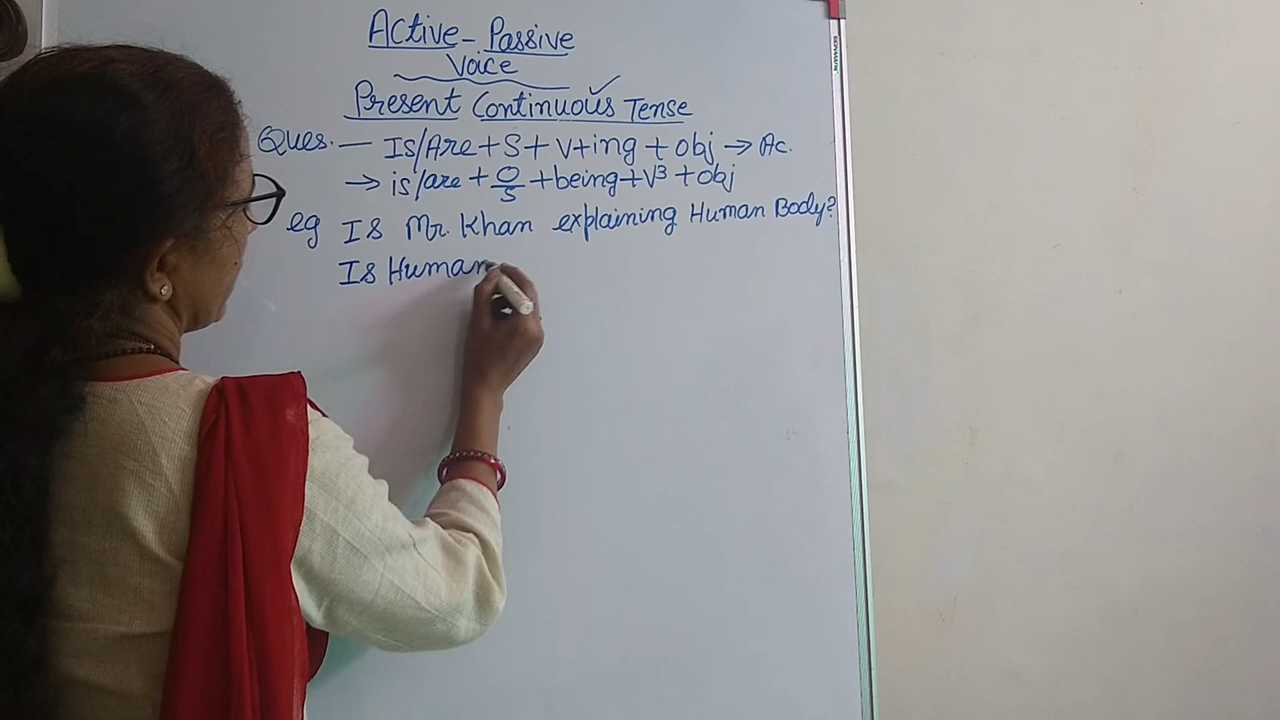 Active - Passive
Voice
Present Continuous Tense
Ques. — Is/Are + S + V+ing + obj → Ac.
→ is/are + O/S + being + V³ + obj
eg Is Mr. Khan explaining Human Body?
Is Human